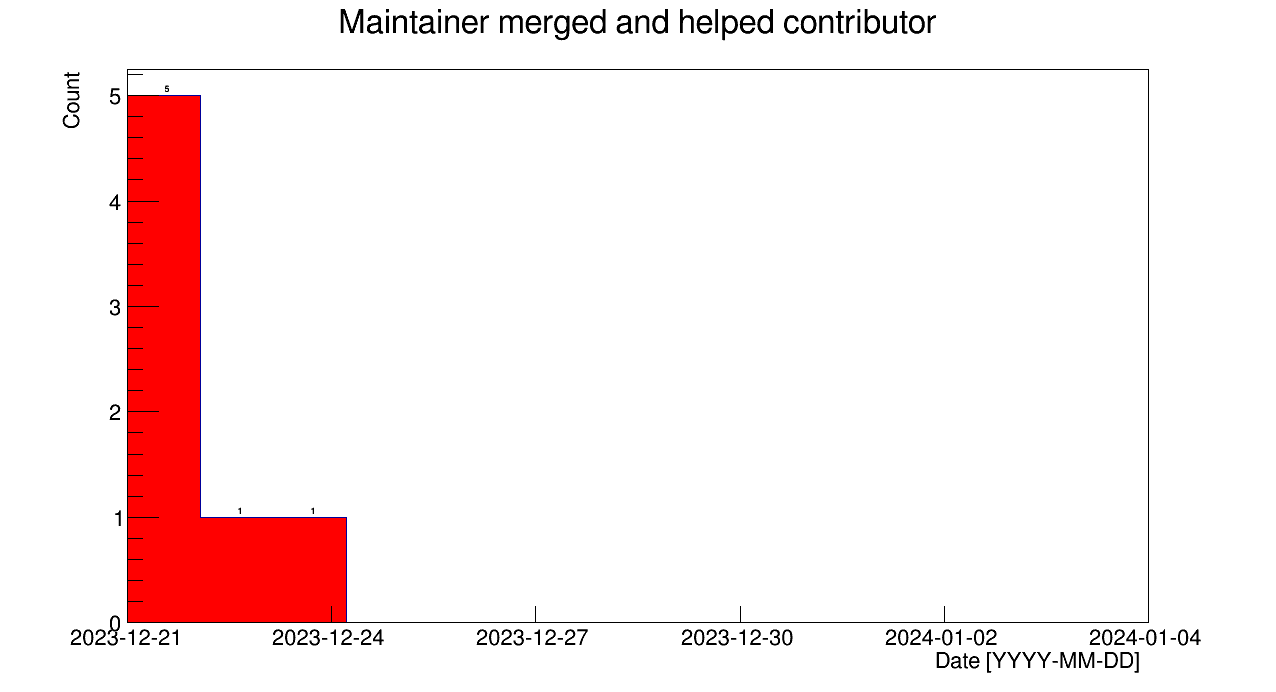 Maintainer merged and helped contributor
Count
5
4
3
2
1
0
5
1 1
2023-12-21 2023-12-24 2023-12-27 2023-12-30 2024-01-02 2024-01-04
Date [YYYY-MM-DD]